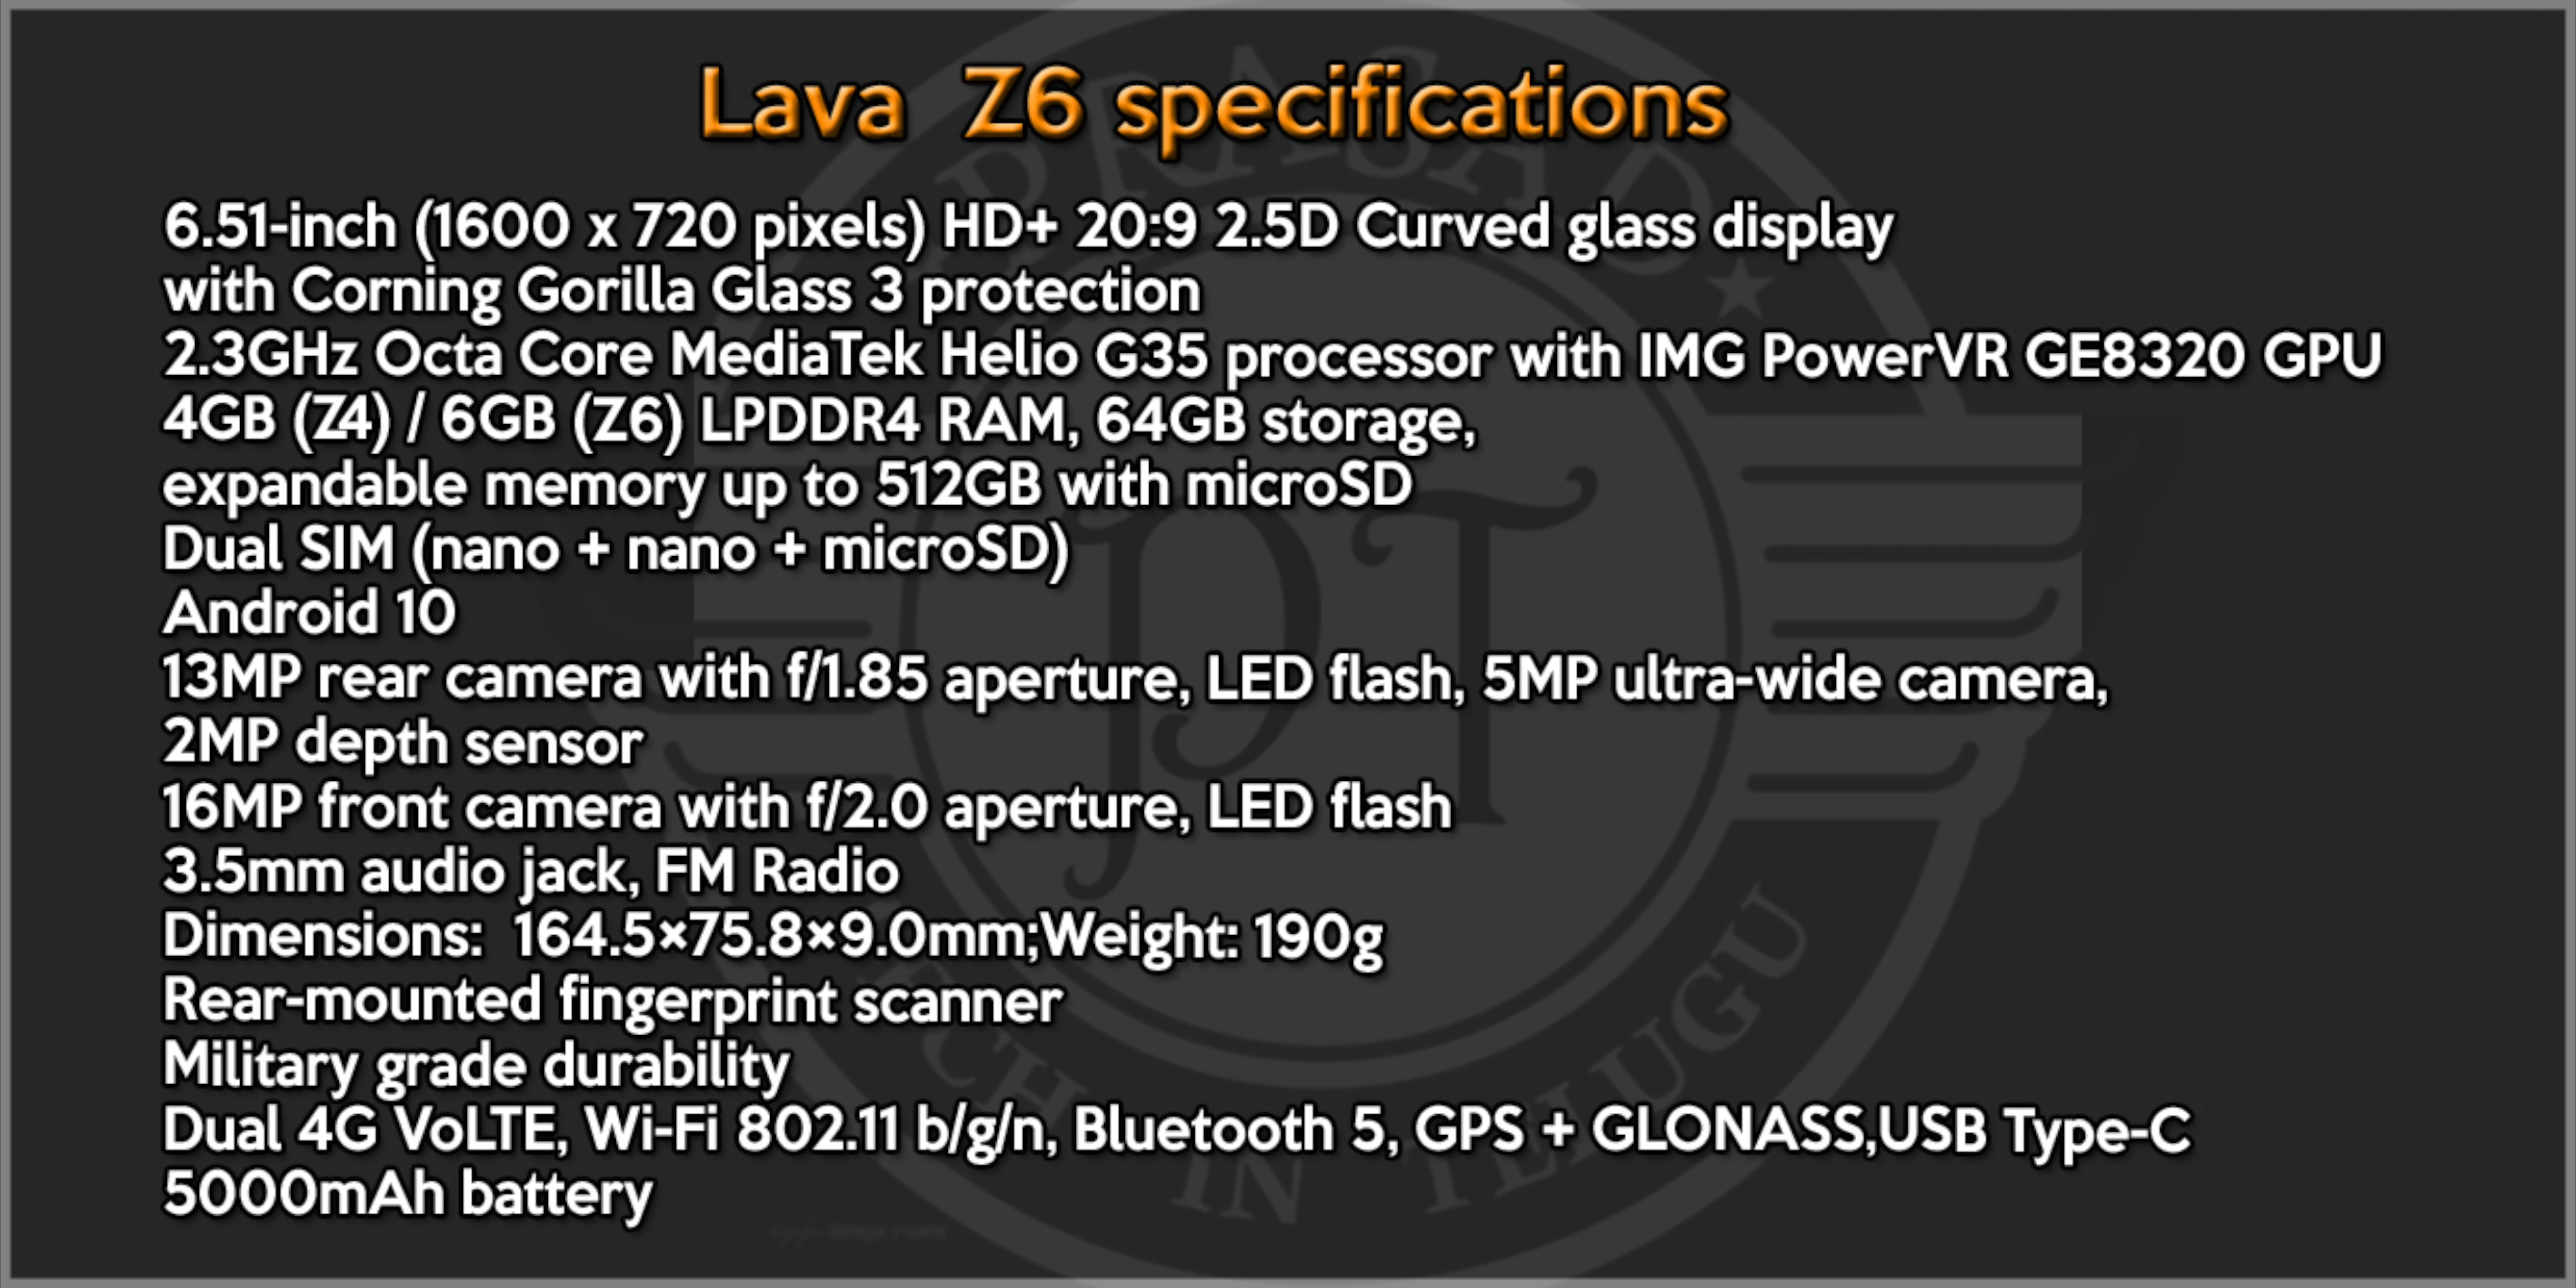 Lava Z6 specifications
6.51-inch (1600 x 720 pixels) HD+ 20:9 2.5D Curved glass display
with Corning Gorilla Glass 3 protection
2.3GHz Octa Core MediaTek Helio G35 processor with IMG PowerVR GE8320 GPU
4GB (Z4) / 6GB (Z6) LPDDR4 RAM, 64GB storage,
expandable memory up to 512GB with microSD
Dual SIM (nano + nano + microSD)
Android 10
13MP rear camera with f/1.85 aperture, LED flash, 5MP ultra-wide camera,
2MP depth sensor
16MP front camera with f/2.0 aperture, LED flash
3.5mm audio jack, FM Radio
Dimensions: 164.5×75.8×9.0mm;Weight: 190g
Rear-mounted fingerprint scanner
Military grade durability
Dual 4G VoLTE, Wi-Fi 802.11 b/g/n, Bluetooth 5, GPS + GLONASS,USB Type-C
5000mAh battery
PRASAD
PT
IN TELUGU